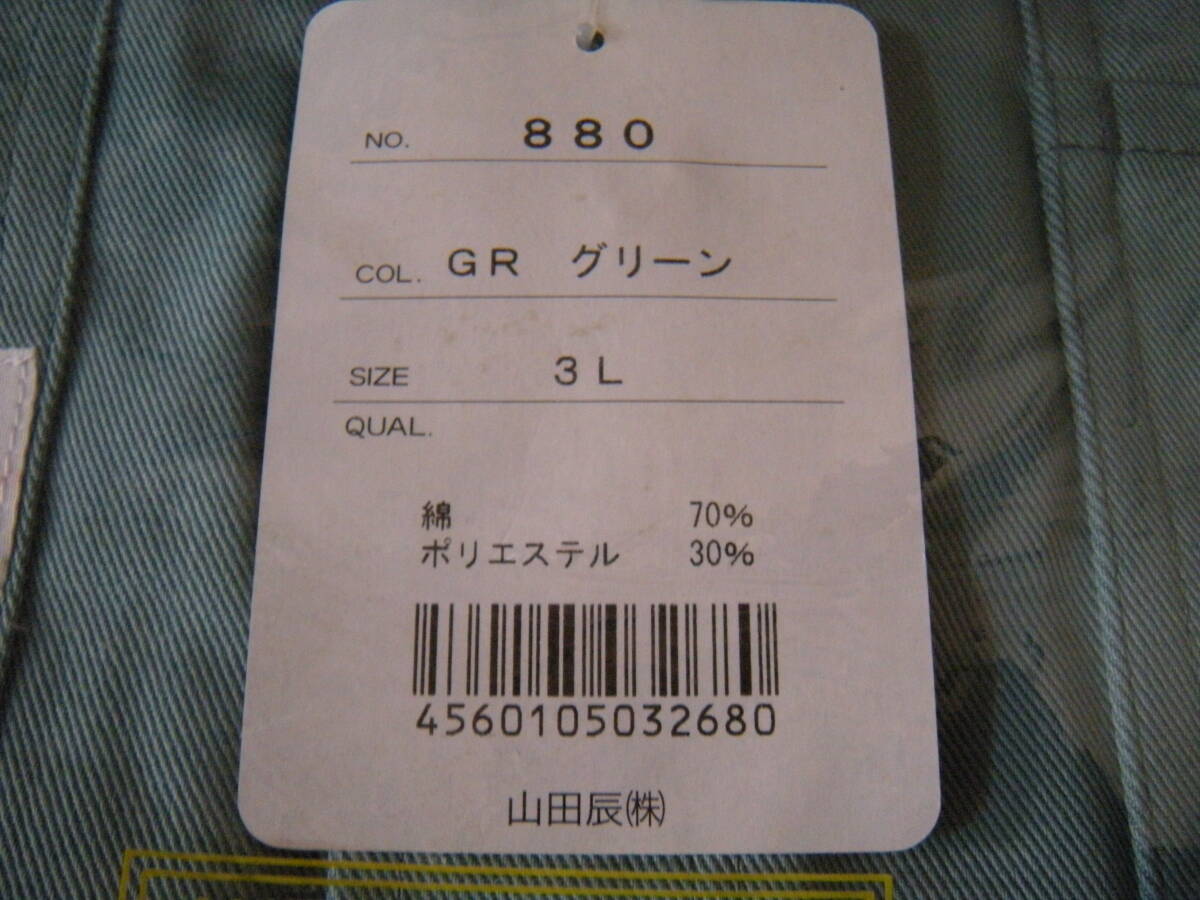 NO. 880
COL. GR グリーン
SIZE 3L
QUAL.
綿 70%
ポリエステル 30%
4560105032680
山田辰㈱